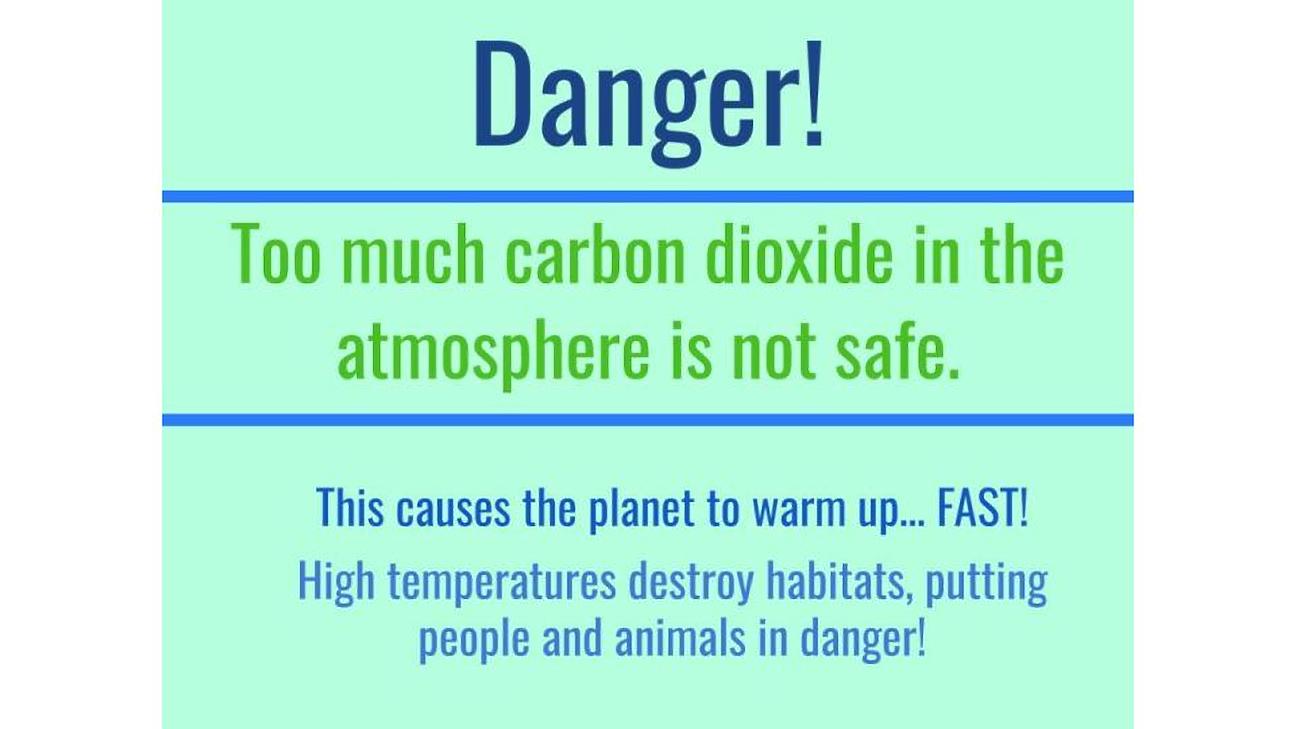 Danger!
Too much carbon dioxide in the
atmosphere is not safe.
This causes the planet to warm up... FAST!
High temperatures destroy habitats, putting
people and animals in danger!